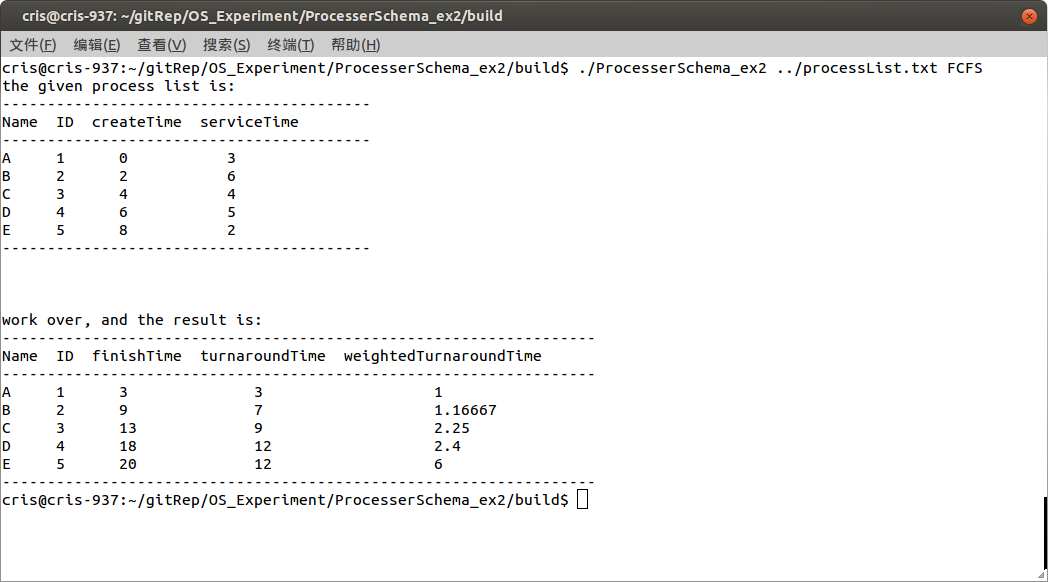 cris@cris-937: ~/gitRep/OS_Experiment/ProcesserSchema_ex2/build
文件(F) 编辑(E) 查看(V) 搜索(S) 终端(T) 帮助(H)
cris@cris-937:~/gitRep/OS_Experiment/ProcesserSchema_ex2/build$ ./ProcesserSchema_ex2 ../processList.txt FCFS
the given process list is:
-----------------------------------------
Name  ID  createTime  serviceTime
-----------------------------------------
A     1      0           3
B     2      2           6
C     3      4           4
D     4      6           5
E     5      8           2
-----------------------------------------
work over, and the result is:
------------------------------------------------------------------
Name  ID  finishTime  turnaroundTime  weightedTurnaroundTime
------------------------------------------------------------------
A     1      3              3                   1
B     2      9              7                   1.16667
C     3      13             9                   2.25
D     4      18             12                  2.4
E     5      20             12                  6
------------------------------------------------------------------
cris@cris-937:~/gitRep/OS_Experiment/ProcesserSchema_ex2/build$